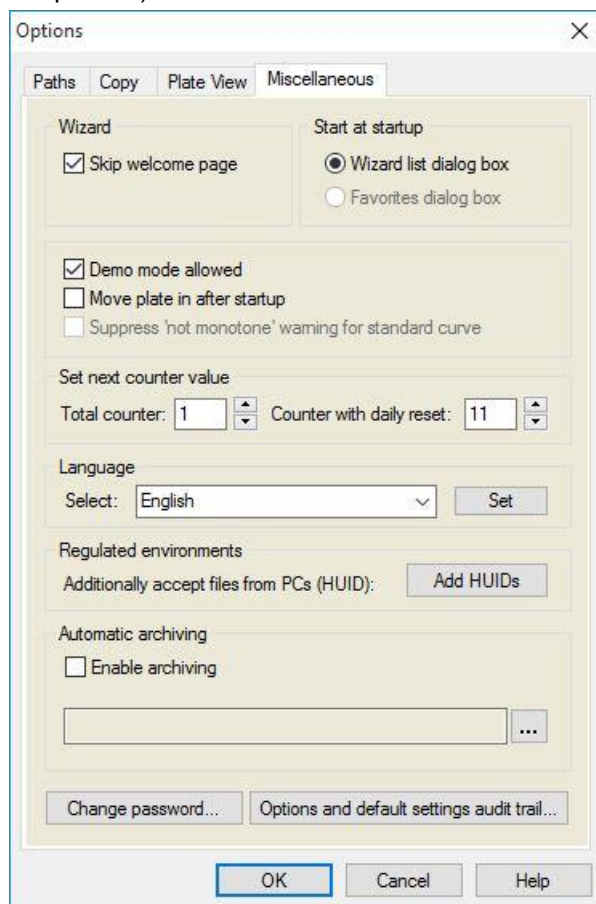 Options
Paths Copy Plate View Miscellaneous
Wizard
Skip welcome page
Start at startup
Wizard list dialog box
Favorites dialog box
Demo mode allowed
Move plate in after startup
Suppress 'not monotone' warning for standard curve
Set next counter value
Total counter: 1 Counter with daily reset: 11
Language
Select: English Set
Regulated environments
Additionally accept files from PCs (HUID): Add HUIDs
Automatic archiving
Enable archiving
...
Change password... Options and default settings audit trail...
OK Cancel Help